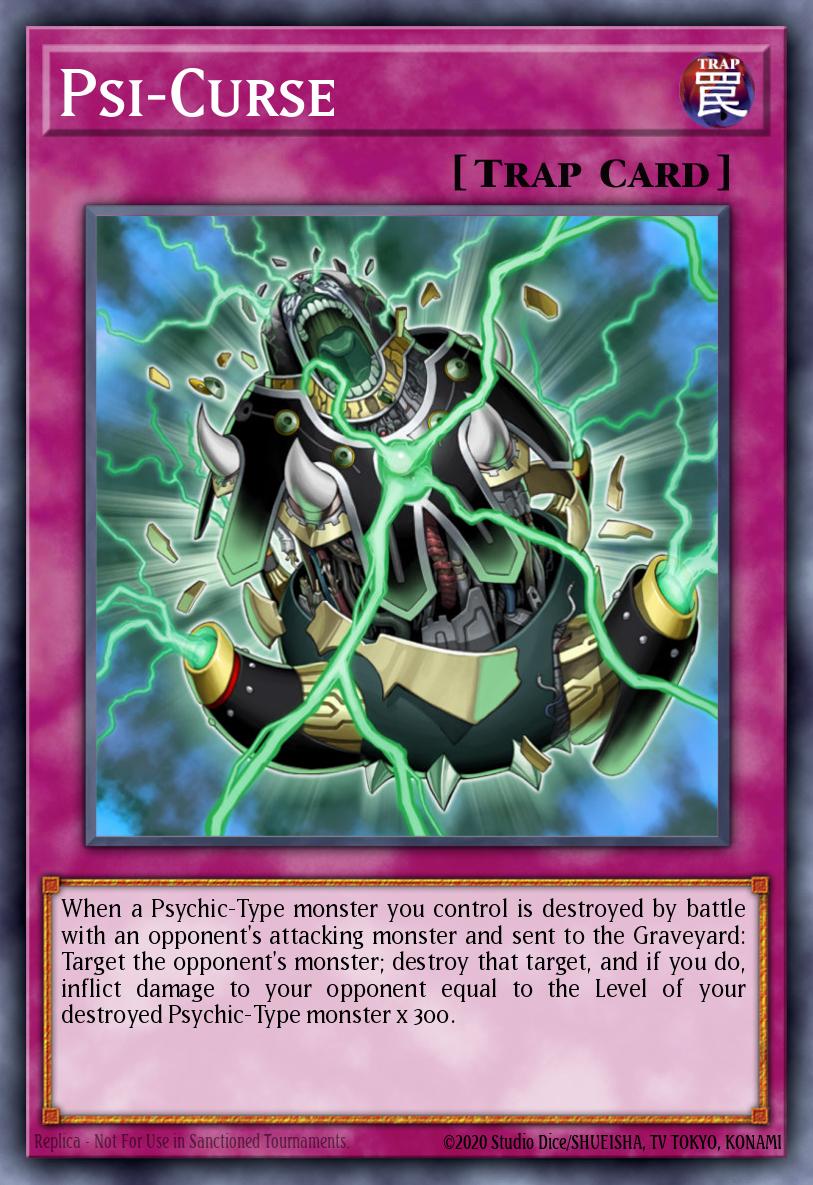 PSI-CURSE
TRAP
罠
[TRAP CARD]
When a Psychic-Type monster you control is destroyed by battle
with an opponent's attacking monster and sent to the Graveyard:
Target the opponent's monster; destroy that target, and if you do,
inflict damage to your opponent equal to the Level of your
destroyed Psychic-Type monster x 300.
Replica - Not For Use in Sanctioned Tournaments.
©2020 Studio Dice/SHUEISHA, TV TOKYO, KONAMI